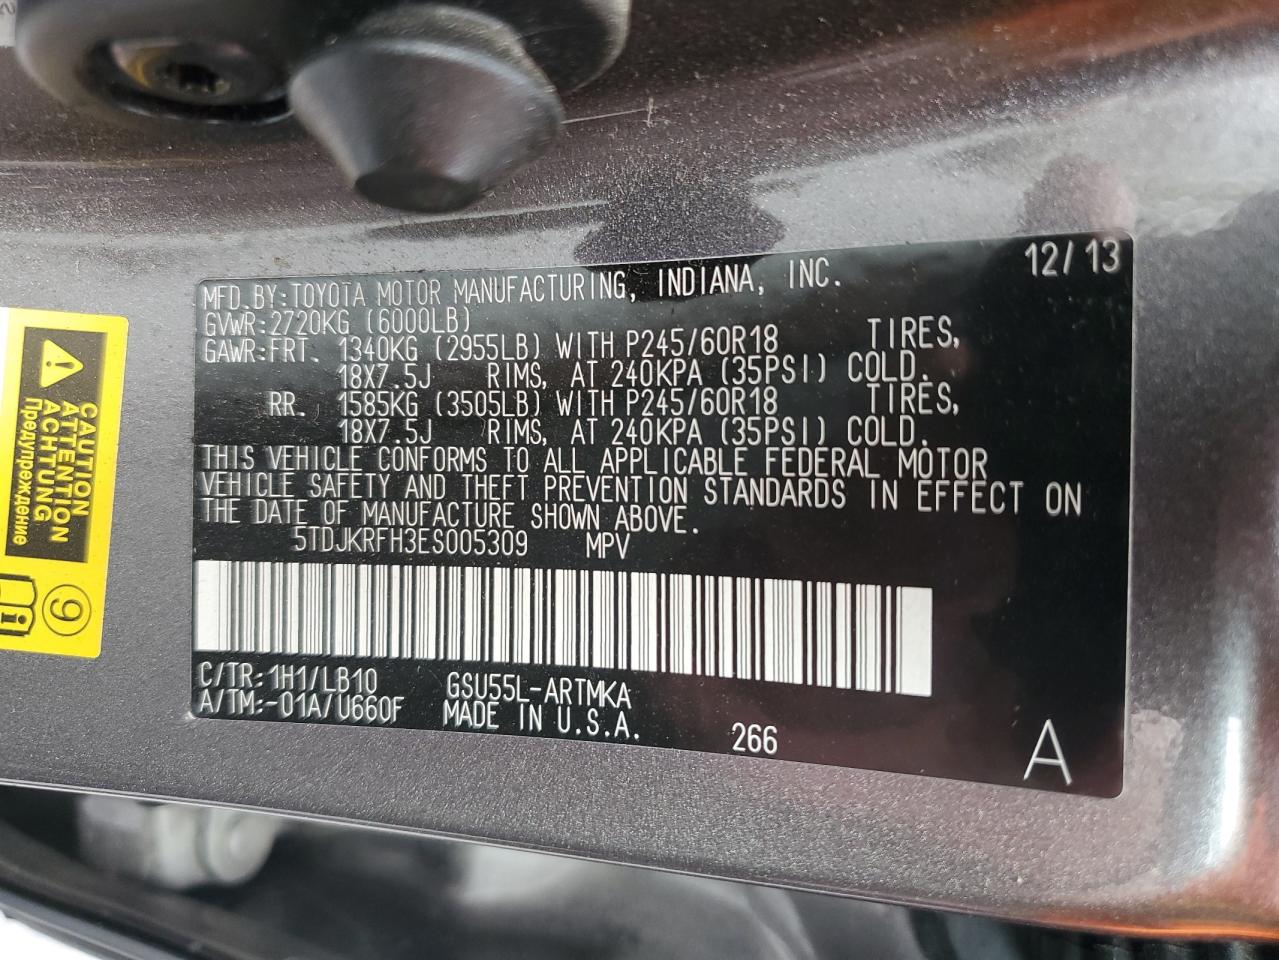 12/13
MFD.BY:TOYOTA MOTOR MANUFACTURING, INDIANA, INC.
GVWR:2720KG (6000LB)
GAWR:FRT. 1340KG (2955LB) WITH P245/60R18 TIRES,
18X7.5J RIMS, AT 240KPA (35PSI) COLD.
RR. 1585KG (3505LB) WITH P245/60R18 TIRES,
18X7.5J RIMS, AT 240KPA (35PSI) COLD.
THIS VEHICLE CONFORMS TO ALL APPLICABLE FEDERAL MOTOR
VEHICLE SAFETY AND THEFT PREVENTION STANDARDS IN EFFECT ON
THE DATE OF MANUFACTURE SHOWN ABOVE.
5TDJKRFH3ES005309 MPV
C/TR:1H1/LB10 GSU55L-ARTMKA
A/TM:-01A/U660F MADE IN U.S.A. 266 A
CAUTION
ATTENTION
ACHTUNG
Предупреждение
9